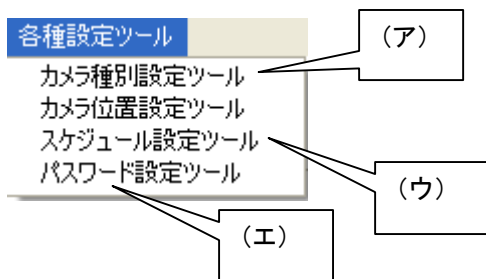 各種設定ツール
(ア)
カメラ種別設定ツール
カメラ位置設定ツール
スケジュール設定ツール
パスワード設定ツール
(ウ)
(エ)